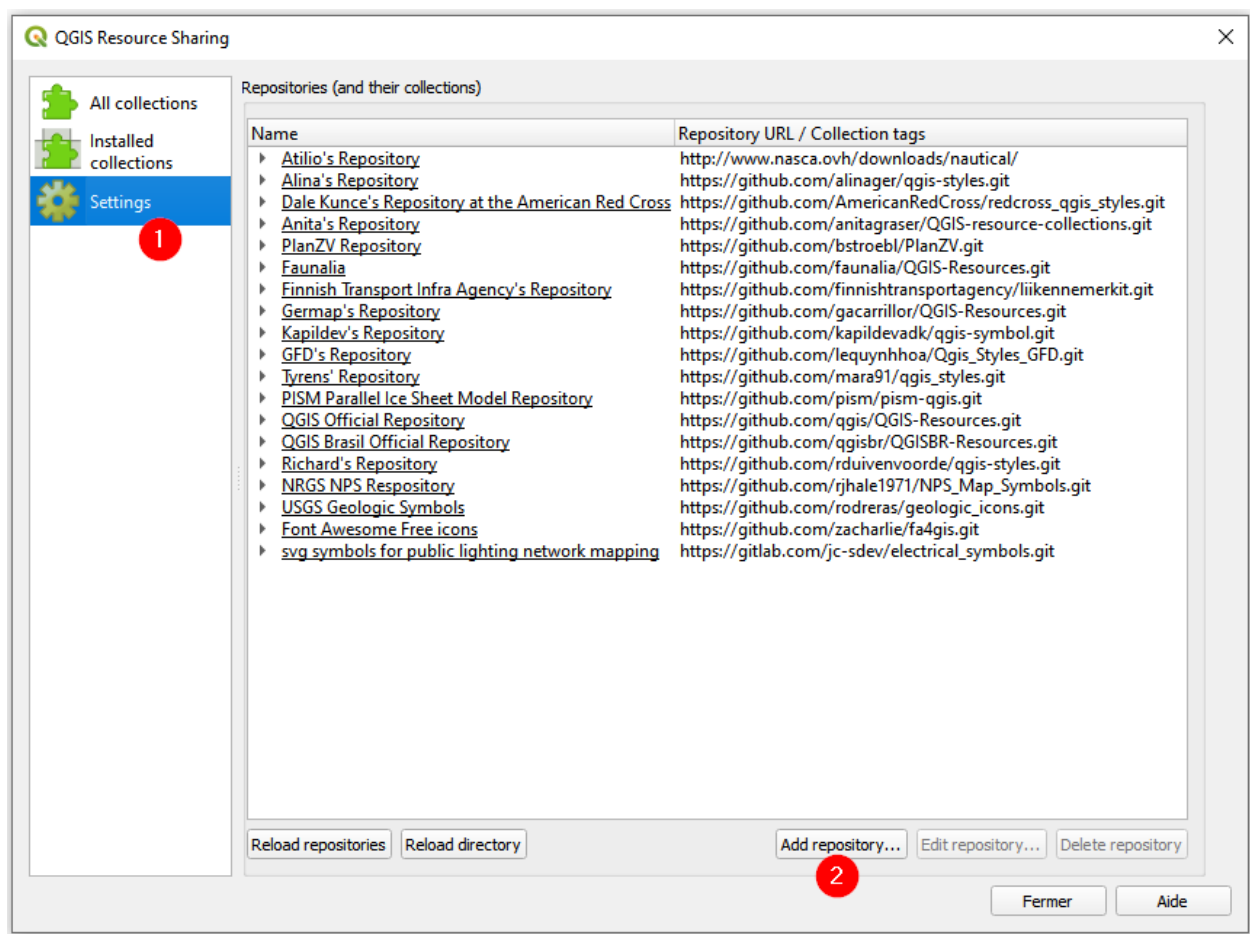 QGIS Resource Sharing
All collections
Installed
collections
Settings
1
Repositories (and their collections)
Name Repository URL / Collection tags
Atilio's Repository http://www.nasca.ovh/downloads/nautical/
Alina's Repository https://github.com/alinager/qgis-styles.git
Dale Kunce's Repository at the American Red Cross https://github.com/AmericanRedCross/redcross_qgis_styles.git
Anita's Repository https://github.com/anitagraser/QGIS-resource-collections.git
PlanZV Repository https://github.com/bstroebl/PlanZV.git
Faunalia https://github.com/faunalia/QGIS-Resources.git
Finnish Transport Infra Agency's Repository https://github.com/finnishtransportagency/liikennemerkit.git
Germap's Repository https://github.com/gacarrillor/QGIS-Resources.git
Kapildev's Repository https://github.com/kapildevadk/qgis-symbol.git
GFD's Repository https://github.com/lequynhhoa/Qgis_Styles_GFD.git
Tyrens' Repository https://github.com/mara91/qgis_styles.git
PISM Parallel Ice Sheet Model Repository https://github.com/pism/pism-qgis.git
QGIS Official Repository https://github.com/qgis/QGIS-Resources.git
QGIS Brasil Official Repository https://github.com/qgisbr/QGISBR-Resources.git
Richard's Repository https://github.com/rduivenvoorde/qgis-styles.git
NRGS NPS Respository https://github.com/rjhale1971/NPS_Map_Symbols.git
USGS Geologic Symbols https://github.com/rodreras/geologic_icons.git
Font Awesome Free icons https://github.com/zacharlie/fa4gis.git
svg symbols for public lighting network mapping https://gitlab.com/jc-sdev/electrical_symbols.git
Reload repositories Reload directory Add repository... Edit repository... Delete repository
2
Fermer Aide